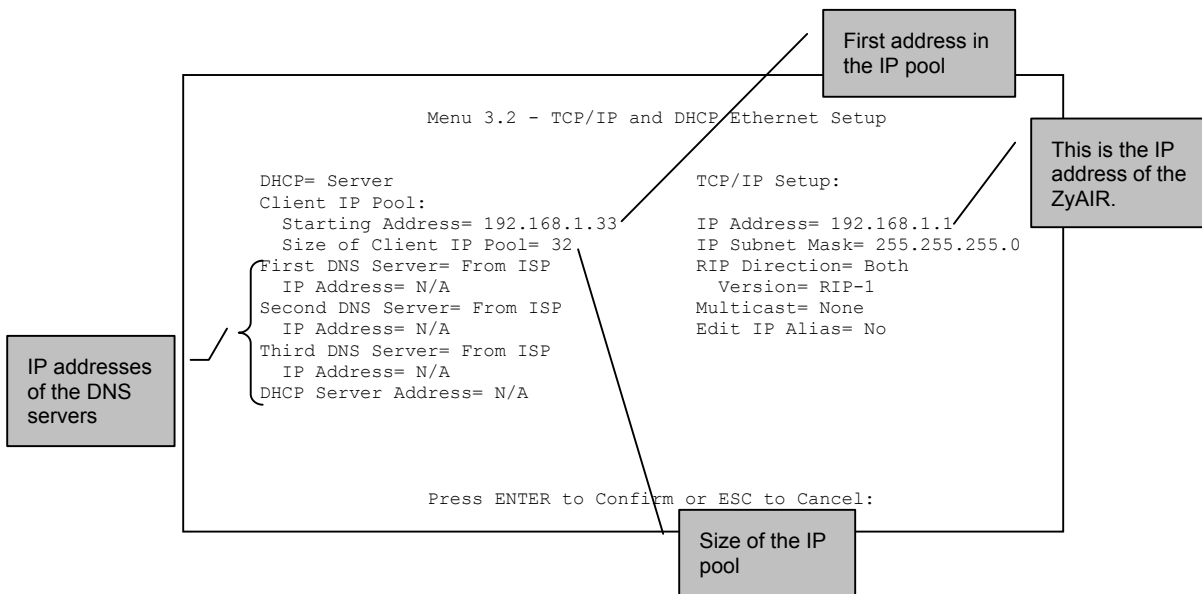 First address in
the IP pool
Menu 3.2 - TCP/IP and DHCP Ethernet Setup
This is the IP
address of the
ZyAIR.
DHCP= Server
Client IP Pool:
Starting Address= 192.168.1.33
Size of Client IP Pool= 32
First DNS Server= From ISP
IP Address= N/A
Second DNS Server= From ISP
IP Address= N/A
Third DNS Server= From ISP
IP Address= N/A
DHCP Server Address= N/A
TCP/IP Setup:
IP Address= 192.168.1.1
IP Subnet Mask= 255.255.255.0
RIP Direction= Both
Version= RIP-1
Multicast= None
Edit IP Alias= No
IP addresses
of the DNS
servers
Press ENTER to Confirm or ESC to Cancel:
Size of the IP
pool